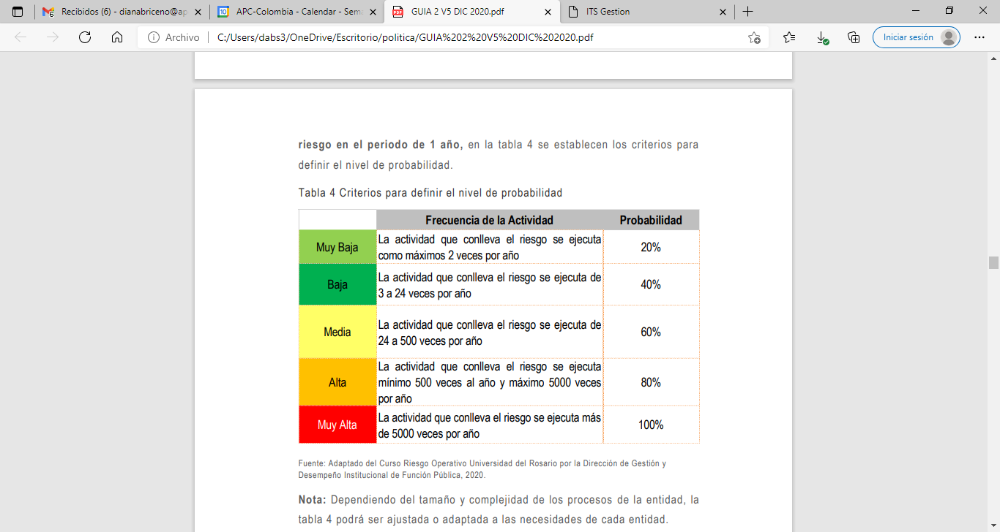 Recibidos (6) - dianabriceno@ap
APC-Colombia - Calendar - Sem
GUIA 2 V5 DIC 2020.pdf
ITS Gestion
Archivo
C:/Users/dabs3/OneDrive/Escritorio/politica/GUIA%202%20V5%20DIC%202020.pdf
Iniciar sesión
riesgo en el periodo de 1 año, en la tabla 4 se establecen los criterios para
definir el nivel de probabilidad.
Tabla 4 Criterios para definir el nivel de probabilidad
Frecuencia de la Actividad Probabilidad
Muy Baja
La actividad que conlleva el riesgo se ejecuta
como máximos 2 veces por año
20%
Baja
La actividad que conlleva el riesgo se ejecuta de
3 a 24 veces por año
40%
Media
La actividad que conlleva el riesgo se ejecuta de
24 a 500 veces por año
60%
Alta
La actividad que conlleva el riesgo se ejecuta
mínimo 500 veces al año y máximo 5000 veces
por año
80%
Muy Alta
La actividad que conlleva el riesgo se ejecuta más
de 5000 veces por año
100%
Fuente: Adaptado del Curso Riesgo Operativo Universidad del Rosario por la Dirección de Gestión y
Desempeño Institucional de Función Pública, 2020.
Nota: Dependiendo del tamaño y complejidad de los procesos de la entidad, la
tabla 4 podrá ser ajustada o adaptada a las necesidades de cada entidad.